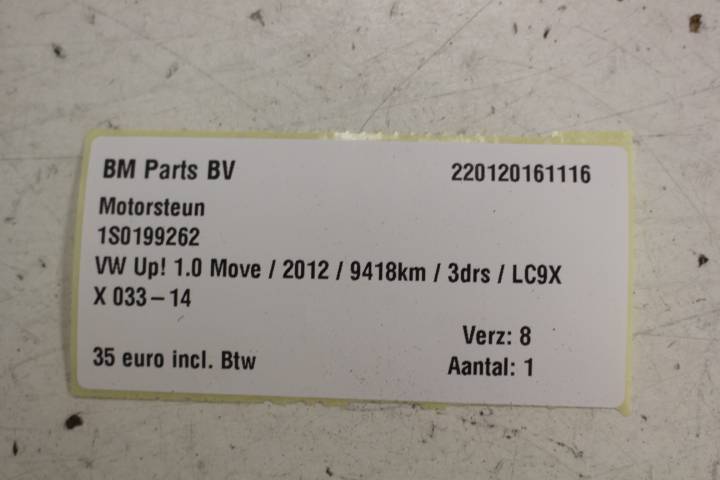 BM Parts BV 220120161116
Motorsteun
1S0199262
VW Up! 1.0 Move / 2012 / 9418km / 3drs / LC9X
X 033-14
Verz: 8
35 euro incl. Btw Aantal: 1